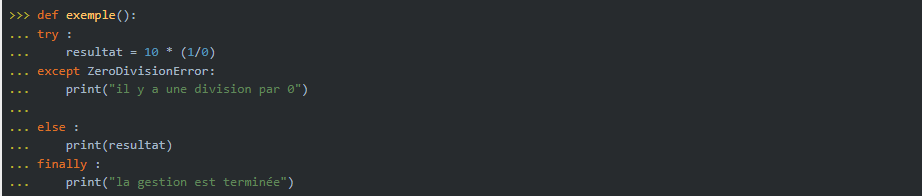 >>> def exemple():
... try :
...     resultat = 10 * (1/0)
... except ZeroDivisionError:
...     print("il y a une division par 0")
...
... else :
...     print(resultat)
... finally :
...     print("la gestion est terminée")